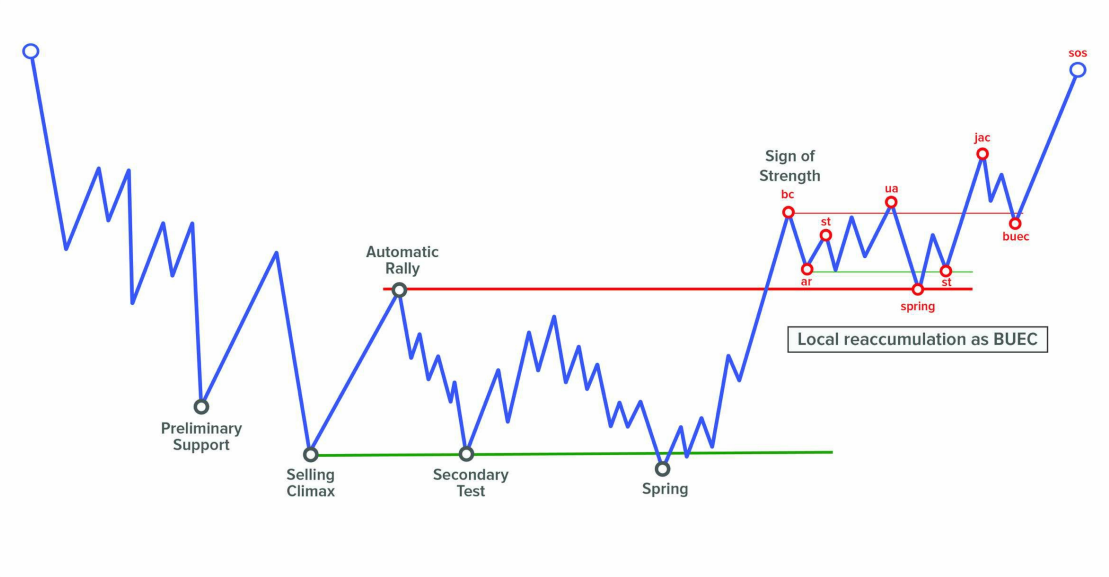 sos
jac
Sign of
Strength
bc
ua
st
buec
Automatic
Rally
ar
st
spring
Local reaccumulation as BUEC
Preliminary
Support
Selling
Climax
Secondary
Test
Spring